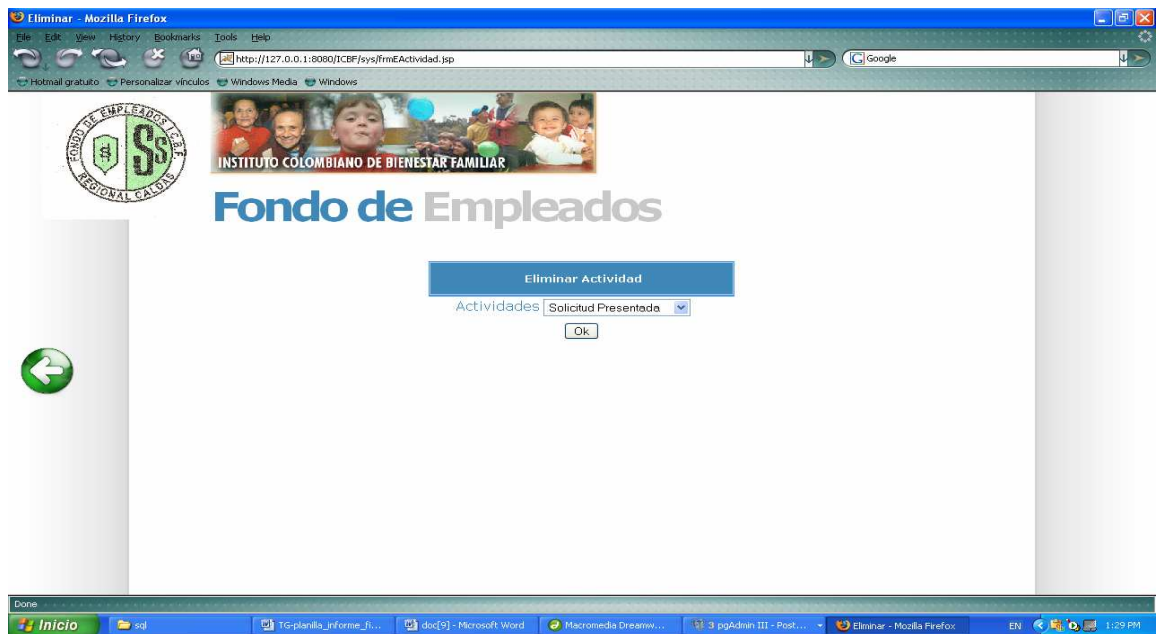 Eliminar - Mozilla Firefox
File Edit View History Bookmarks Tools Help
http://127.0.0.1:8080/ICBF/sys/frmEActividad.jsp
Google
Hotmail gratuito Personalizar vínculos Windows Media Windows
FONDO DE EMPLEADOS I.C.B.F.
SS
REGIONAL CALDAS
INSTITUTO COLOMBIANO DE BIENESTAR FAMILIAR
Fondo de Empleados
Eliminar Actividad
Actividades Solicitud Presentada
Ok
Done
Inicio sql TG-planilla_informe_fi... doc[9] - Microsoft Word Macromedia Dreamw... 3 pgAdmin III - Post... Eliminar - Mozilla Firefox EN 1:29 PM